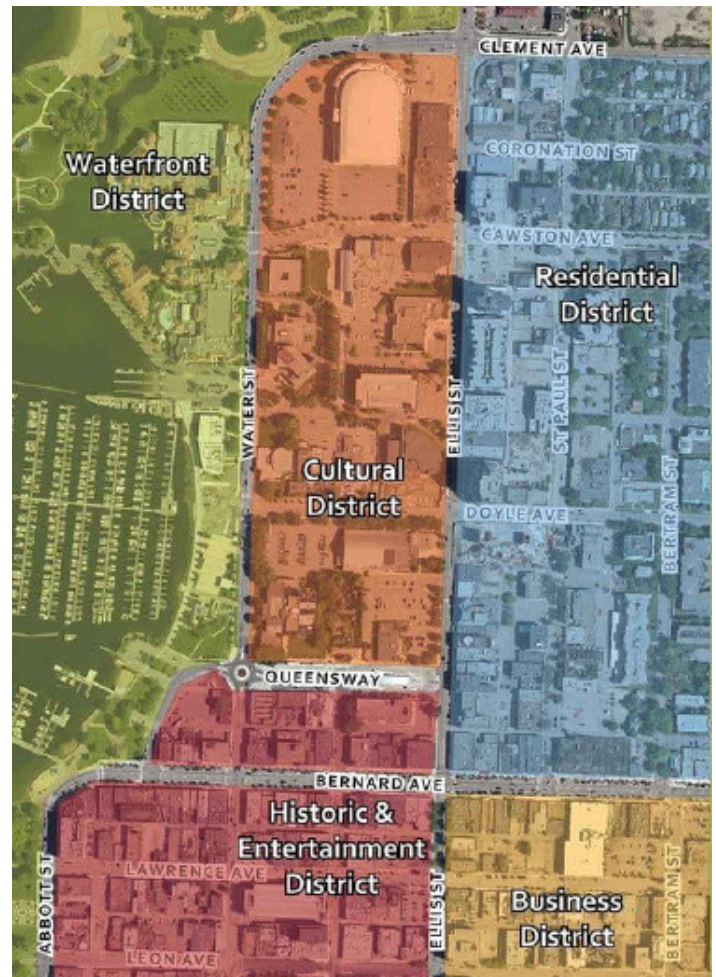 CLEMENT AVE
CORONATION ST
Waterfront
District
CAWSTON AVE
Residential
District
WATER ST
ELLIS ST
ST PAUL ST
Cultural
District
BERTRAM ST
DOYLE AVE
QUEENSWAY
BERNARD AVE
Historic &
Entertainment
District
LAWRENCE AVE
ABBOTT ST
ELLIS ST
Business
District
BERTRAM ST
LEON AVE